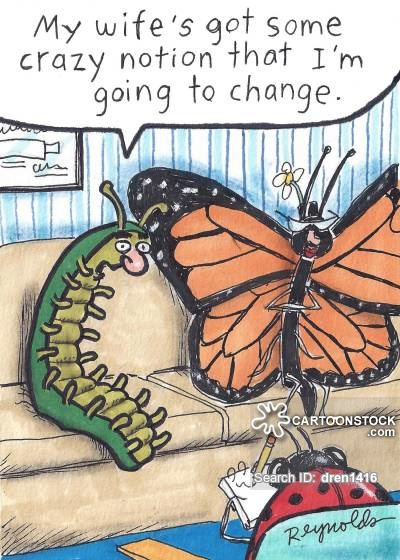 My wife's got some
crazy notion that I'm
going to change.
CARTOONSTOCK
.com
Search ID: dren1416
Reynolds